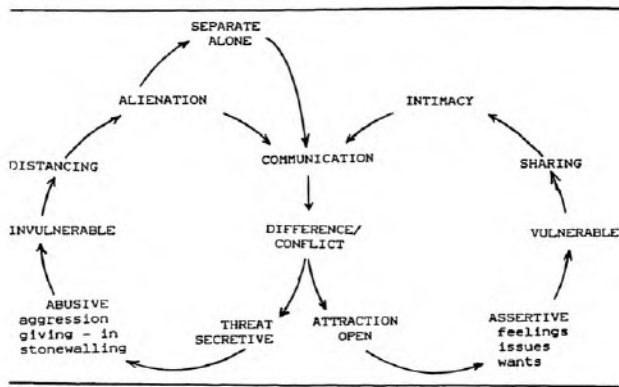 SEPARATE
ALONE
ALIENATION
INTIMACY
DISTANCING
COMMUNICATION
SHARING
INVULNERABLE
DIFFERENCE/
CONFLICT
VULNERABLE
ABUSIVE
aggression
giving - in
stonewalling
THREAT
SECRETIVE
ATTRACTION
OPEN
ASSERTIVE
feelings
issues
wants